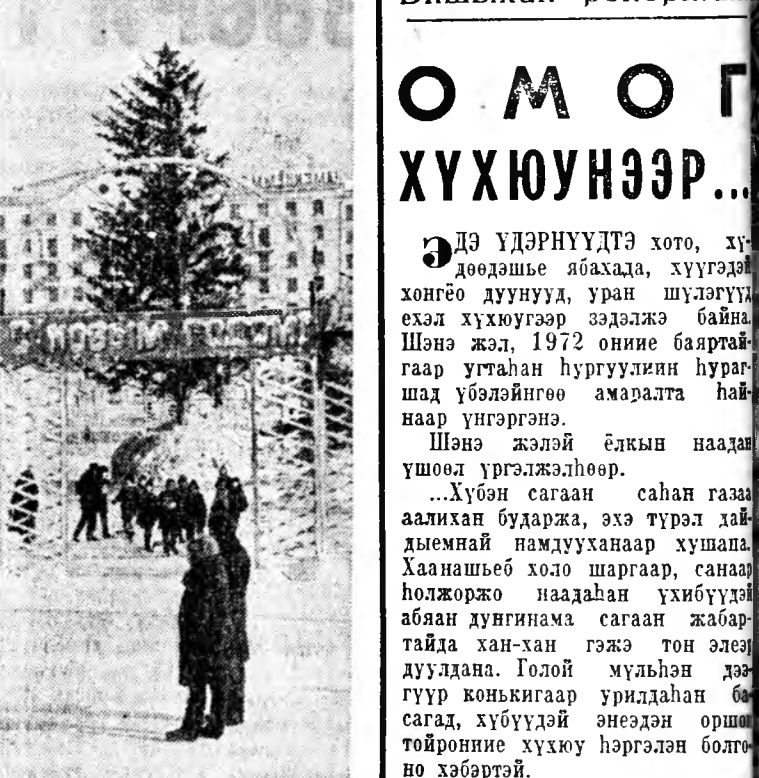 С НОВЫМ ГОДОМ!
ОМОГ
ХҮХЮУНЭЭР...
ЭДЭ ҮДЭРНҮҮДТЭ хото, хү-
дөөдэшье ябахада, хүүгэдэй
хонгёо дуунууд, уран шүлэгүүд
ехэл хүхюугээр зэдэлжэ байна.
Шэнэ жэл, 1972 ониие баяртай-
гаар угтаһан һургуулиин һураг-
шад үбэлэйнгөө амаралта һай-
наар үнгэргэнэ.
Шэнэ жэлэй ёлкын наадан
үшөөл үргэлжэлһөөр.
...Хүбэн сагаан саһан газаа
аалихан бударжа, эхэ түрэл дай-
дыемнай намдууханаар хушана.
Хаанашьеб холо шаргаар, санаар
һолжоржо наадаһан үхибүүдэй
абяан дунгинама сагаан жабар-
тайда хан-хан гэжэ тон элеэр
дуулдана. Голой мүльһэн дээ-
гүүр конькигаар урилдаһан ба-
сагад, хүбүүдэй энеэдэн оршон
тойрониие хүхюу һэргэлэн болго-
но хэбэртэй.